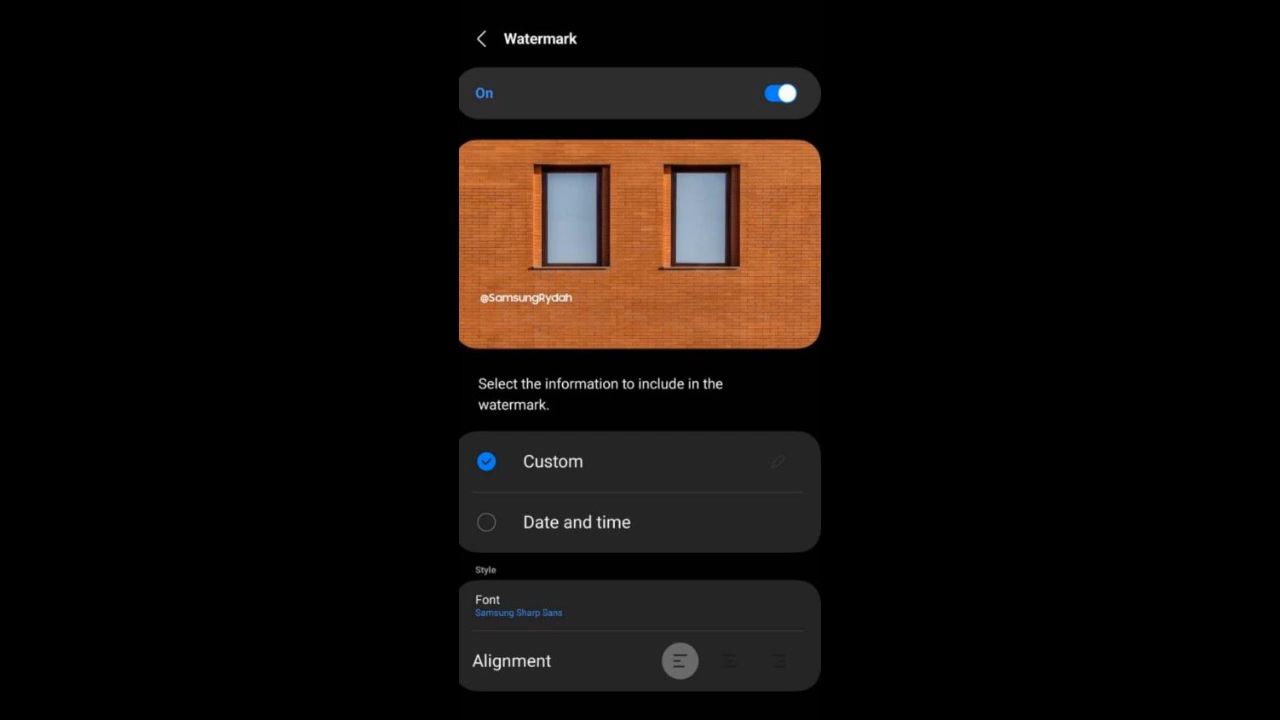 Watermark
On
@SamsungRydah
Select the information to include in the
watermark.
Custom
Date and time
Style
Font
Samsung Sharp Sans
Alignment